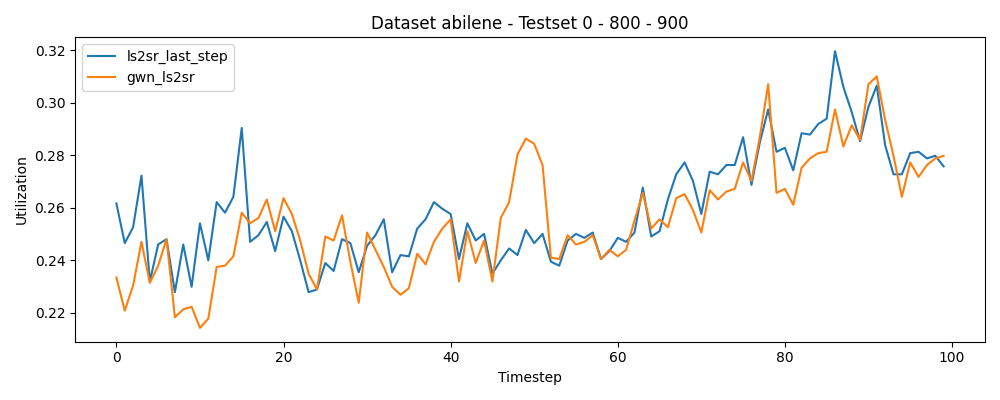 Dataset abilene - Testset 0 - 800 - 900
ls2sr_last_step
gwn_ls2sr
0.32
0.30
0.28
0.26
0.24
0.22
Utilization
0 20 40 60 80 100
Timestep